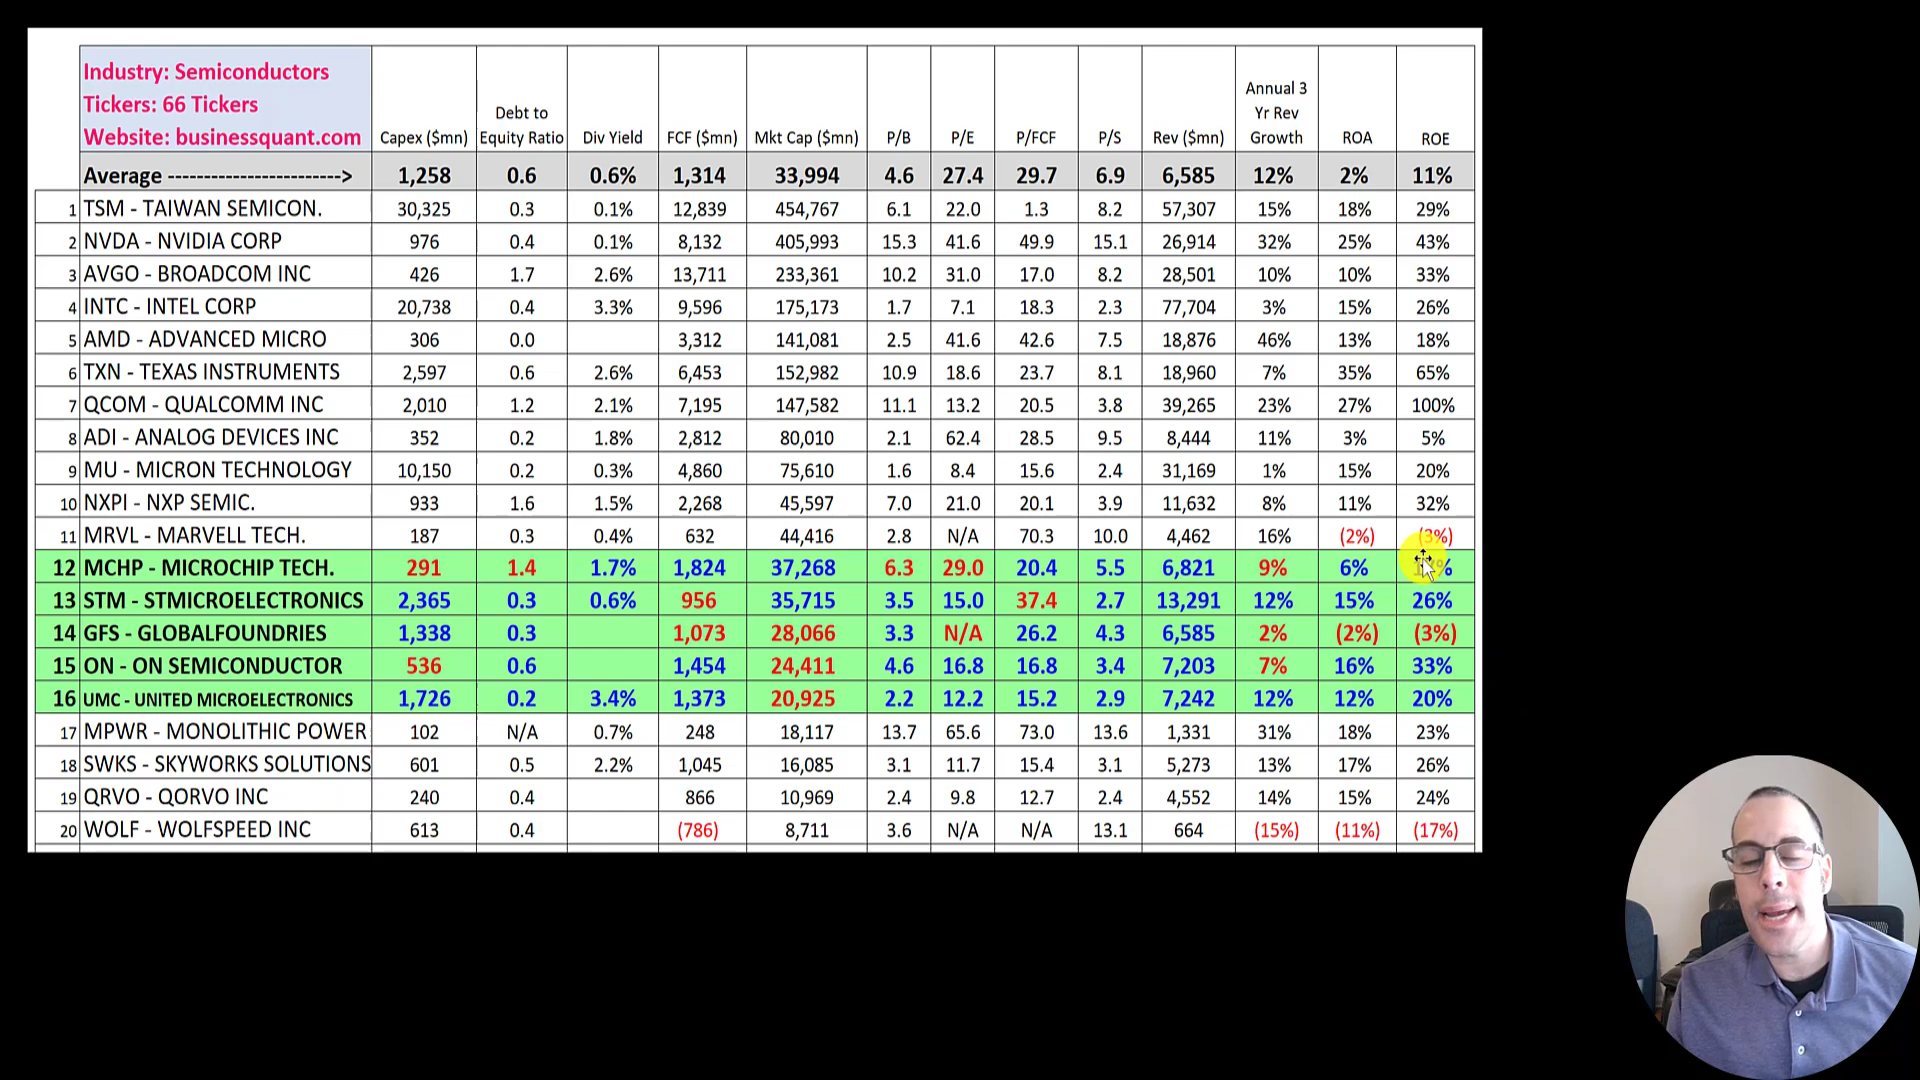 Industry: Semiconductors
Tickers: 66 Tickers
Website: businessquant.com
Capex ($mn) Debt to Equity Ratio Div Yield FCF ($mn) Mkt Cap ($mn) P/B P/E P/FCF P/S Rev ($mn) Annual 3 Yr Rev Growth ROA ROE
Average ------------------------> 1,258 0.6 0.6% 1,314 33,994 4.6 27.4 29.7 6.9 6,585 12% 2% 11%
1 TSM - TAIWAN SEMICON. 30,325 0.3 0.1% 12,839 454,767 6.1 22.0 1.3 8.2 57,307 15% 18% 29%
2 NVDA - NVIDIA CORP 976 0.4 0.1% 8,132 405,993 15.3 41.6 49.9 15.1 26,914 32% 25% 43%
3 AVGO - BROADCOM INC 426 1.7 2.6% 13,711 233,361 10.2 31.0 17.0 8.2 28,501 10% 10% 33%
4 INTC - INTEL CORP 20,738 0.4 3.3% 9,596 175,173 1.7 7.1 18.3 2.3 77,704 3% 15% 26%
5 AMD - ADVANCED MICRO 306 0.0 3,312 141,081 2.5 41.6 42.6 7.5 18,876 46% 13% 18%
6 TXN - TEXAS INSTRUMENTS 2,597 0.6 2.6% 6,453 152,982 10.9 18.6 23.7 8.1 18,960 7% 35% 65%
7 QCOM - QUALCOMM INC 2,010 1.2 2.1% 7,195 147,582 11.1 13.2 20.5 3.8 39,265 23% 27% 100%
8 ADI - ANALOG DEVICES INC 352 0.2 1.8% 2,812 80,010 2.1 62.4 28.5 9.5 8,444 11% 3% 5%
9 MU - MICRON TECHNOLOGY 10,150 0.2 0.3% 4,860 75,610 1.6 8.4 15.6 2.4 31,169 1% 15% 20%
10 NXPI - NXP SEMIC. 933 1.6 1.5% 2,268 45,597 7.0 21.0 20.1 3.9 11,632 8% 11% 32%
11 MRVL - MARVELL TECH. 187 0.3 0.4% 632 44,416 2.8 N/A 70.3 10.0 4,462 16% (2%) (3%)
12 MCHP - MICROCHIP TECH. 291 1.4 1.7% 1,824 37,268 6.3 29.0 20.4 5.5 6,821 9% 6%
13 STM - STMICROELECTRONICS 2,365 0.3 0.6% 956 35,715 3.5 15.0 37.4 2.7 13,291 12% 15% 26%
14 GFS - GLOBALFOUNDRIES 1,338 0.3 1,073 28,066 3.3 N/A 26.2 4.3 6,585 2% (2%) (3%)
15 ON - ON SEMICONDUCTOR 536 0.6 1,454 24,411 4.6 16.8 16.8 3.4 7,203 7% 16% 33%
16 UMC - UNITED MICROELECTRONICS 1,726 0.2 3.4% 1,373 20,925 2.2 12.2 15.2 2.9 7,242 12% 12% 20%
17 MPWR - MONOLITHIC POWER 102 N/A 0.7% 248 18,117 13.7 65.6 73.0 13.6 1,331 31% 18% 23%
18 SWKS - SKYWORKS SOLUTIONS 601 0.5 2.2% 1,045 16,085 3.1 11.7 15.4 3.1 5,273 13% 17% 26%
19 QRVO - QORVO INC 240 0.4 866 10,969 2.4 9.8 12.7 2.4 4,552 14% 15% 24%
20 WOLF - WOLFSPEED INC 613 0.4 (786) 8,711 3.6 N/A N/A 13.1 664 (15%) (11%) (17%)